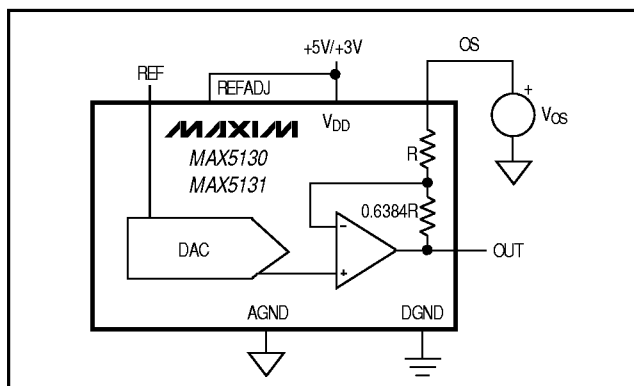 +5V/+3V
OS
REF
REFADJ
+
VOS
MAXIM
VDD
MAX5130
MAX5131
R
0.6384R
−
DAC
+
OUT
AGND
DGND